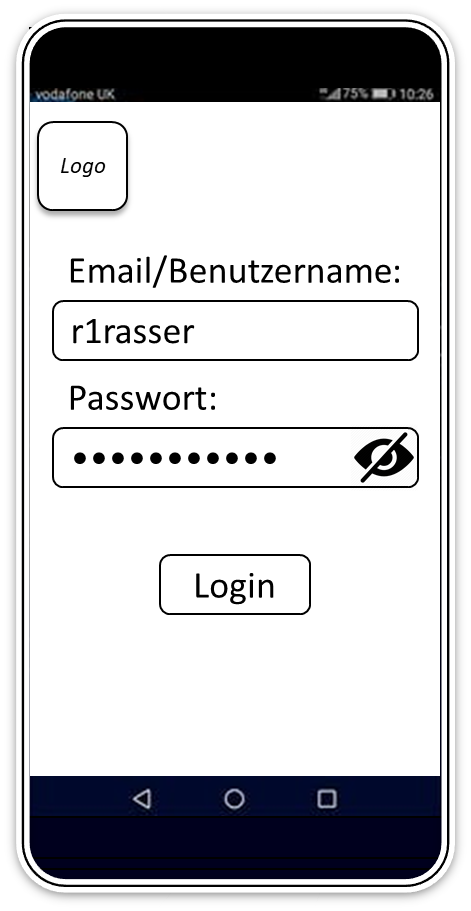 vodafone UK 75% 10:26
Logo
Email/Benutzername:
r1rasser
Passwort:
•••••••••••
Login